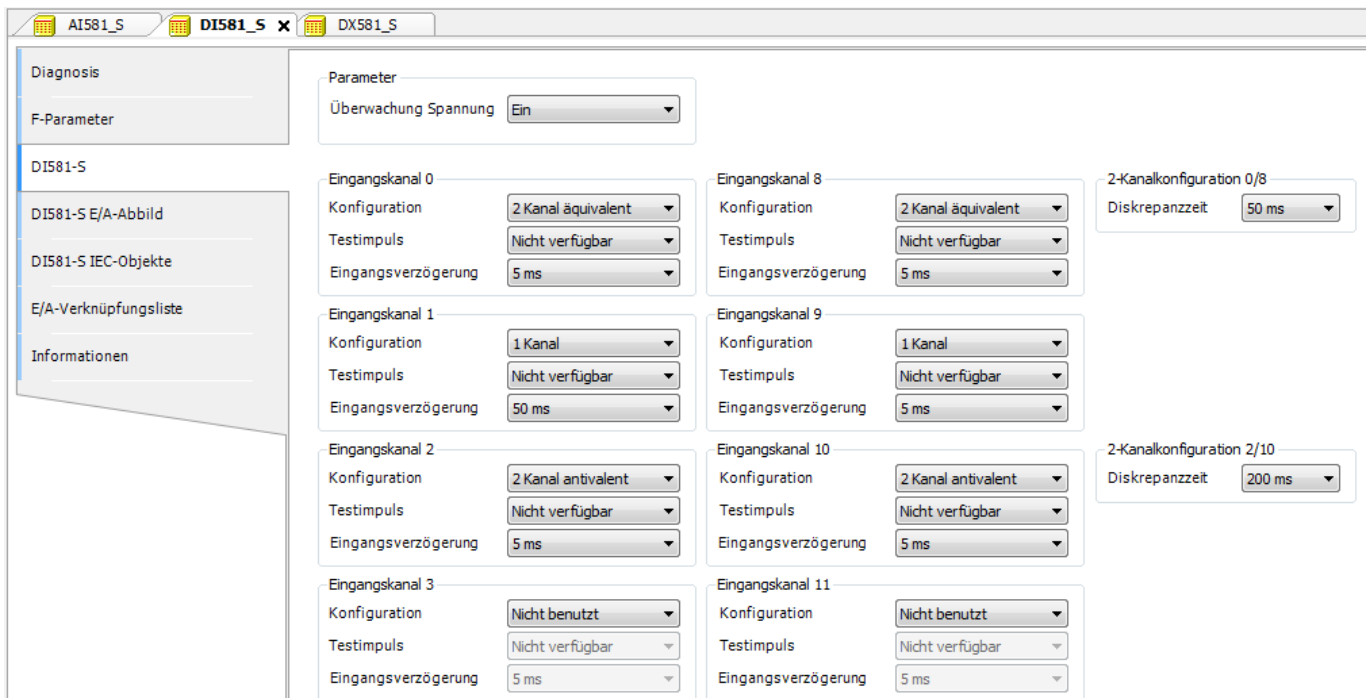 AI581_S DI581_S DX581_S
Diagnosis
F-Parameter
DI581-S
DI581-S E/A-Abbild
DI581-S IEC-Objekte
E/A-Verknüpfungsliste
Informationen
Parameter
Überwachung Spannung Ein
Eingangskanal 0
Konfiguration 2 Kanal äquivalent
Testimpuls Nicht verfügbar
Eingangsverzögerung 5 ms
Eingangskanal 8
Konfiguration 2 Kanal äquivalent
Testimpuls Nicht verfügbar
Eingangsverzögerung 5 ms
2-Kanalkonfiguration 0/8
Diskrepanzzeit 50 ms
Eingangskanal 1
Konfiguration 1 Kanal
Testimpuls Nicht verfügbar
Eingangsverzögerung 50 ms
Eingangskanal 9
Konfiguration 1 Kanal
Testimpuls Nicht verfügbar
Eingangsverzögerung 5 ms
Eingangskanal 2
Konfiguration 2 Kanal antivalent
Testimpuls Nicht verfügbar
Eingangsverzögerung 5 ms
Eingangskanal 10
Konfiguration 2 Kanal antivalent
Testimpuls Nicht verfügbar
Eingangsverzögerung 5 ms
2-Kanalkonfiguration 2/10
Diskrepanzzeit 200 ms
Eingangskanal 3
Konfiguration Nicht benutzt
Testimpuls Nicht verfügbar
Eingangsverzögerung 5 ms
Eingangskanal 11
Konfiguration Nicht benutzt
Testimpuls Nicht verfügbar
Eingangsverzögerung 5 ms